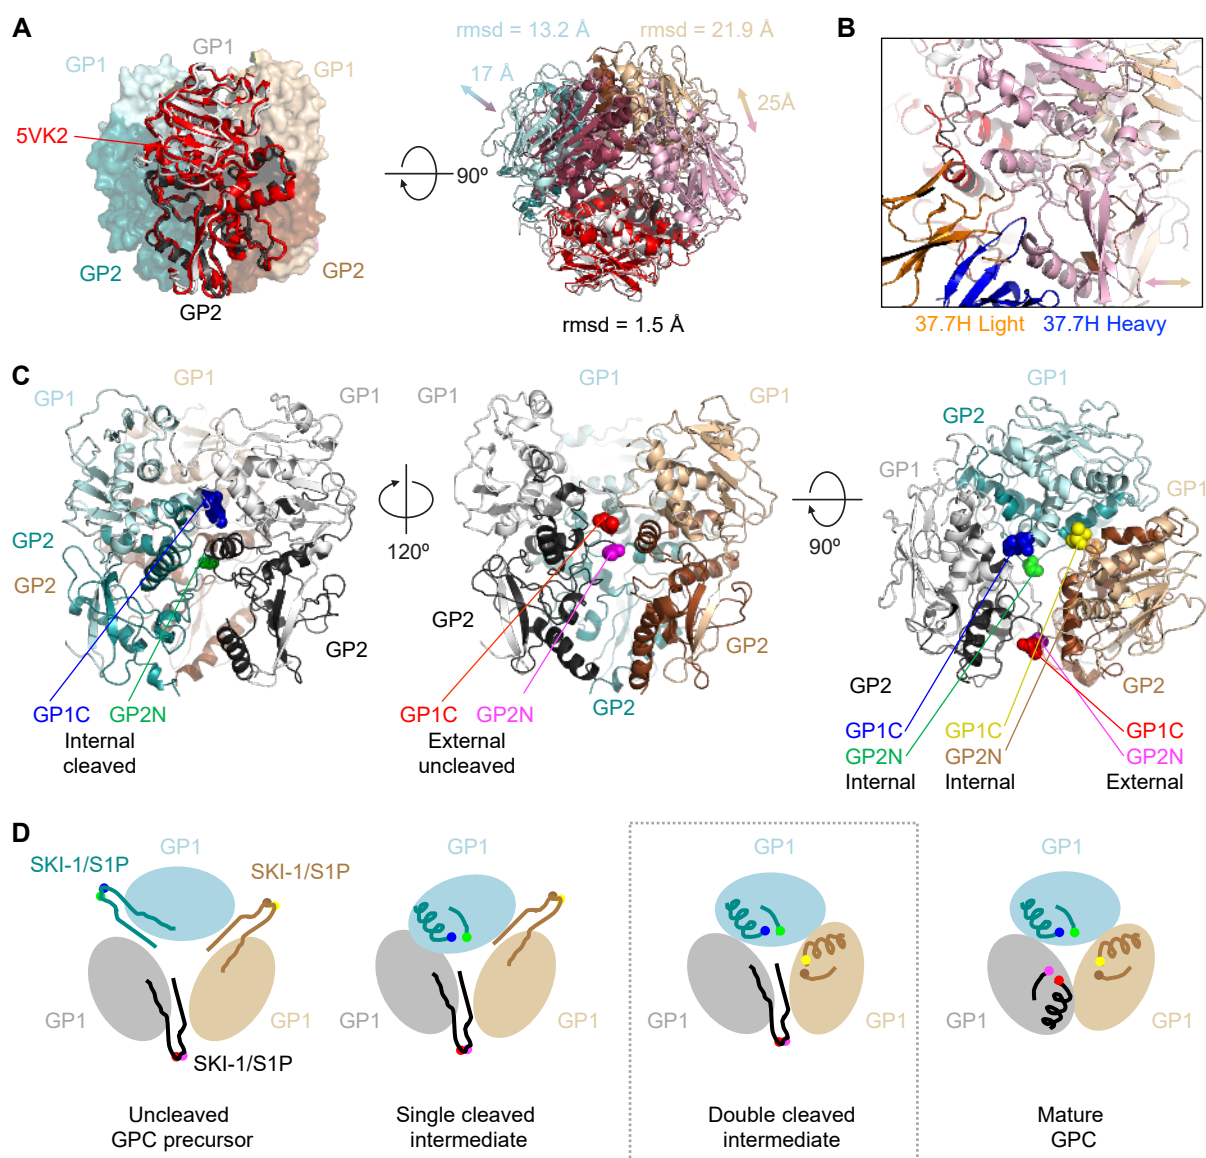 A
GP1
rmsd = 13.2 Å
rmsd = 21.9 Å
B
GP1
GP1
17 Å
25Å
5VK2
90º
GP2
GP2
GP2
rmsd = 1.5 Å
37.7H Light
37.7H Heavy
C
GP1
GP1
GP1
GP1
GP1
GP1
GP1
GP2
GP1
GP1
GP2
GP2
120º
90º
GP2
GP2
GP2
GP2
GP2
GP2
GP1C
GP2N
Internal
cleaved
GP1C
GP2N
External
uncleaved
GP1C
GP2N
Internal
GP1C
GP2N
Internal
GP1C
GP2N
External
D
SKI-1/S1P
GP1
SKI-1/S1P
GP1
GP1
SKI-1/S1P
Uncleaved
GPC precursor
GP1
GP1
GP1
Single cleaved
intermediate
GP1
GP1
GP1
Double cleaved
intermediate
GP1
GP1
GP1
Mature
GPC